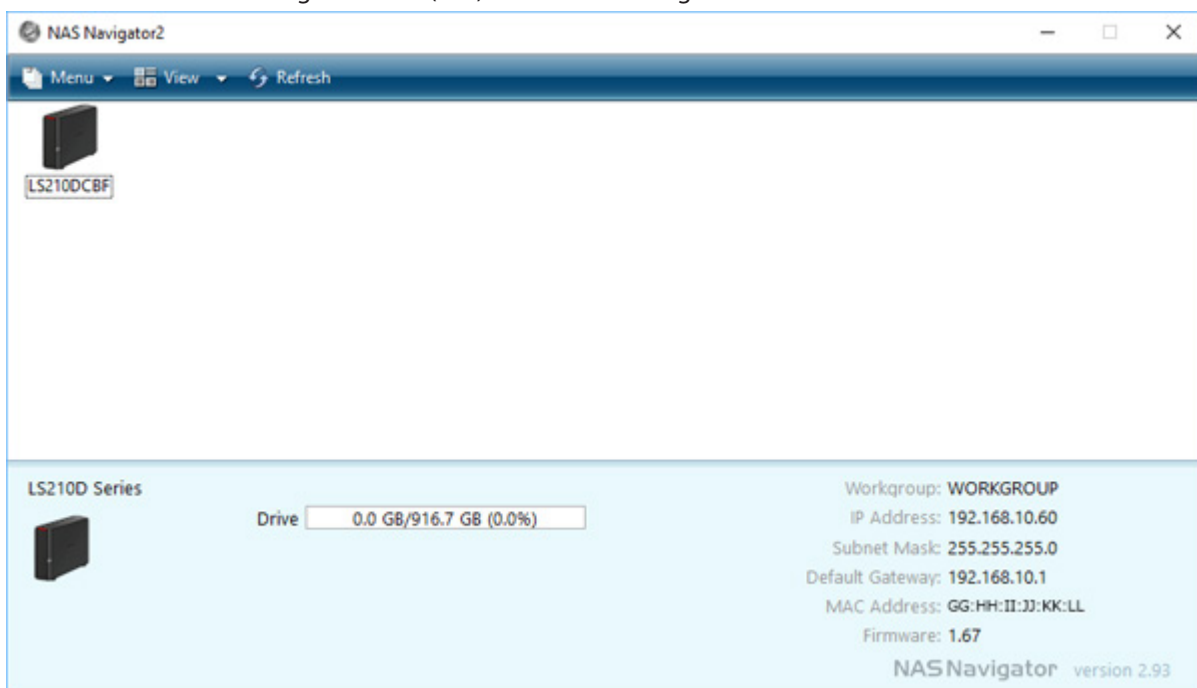 NAS Navigator2
Menu View Refresh
LS210DCBF
LS210D Series
Drive 0.0 GB/916.7 GB (0.0%)
Workgroup: WORKGROUP
IP Address: 192.168.10.60
Subnet Mask: 255.255.255.0
Default Gateway: 192.168.10.1
MAC Address: GG:HH:II:JJ:KK:LL
Firmware: 1.67
NAS Navigator version 2.93